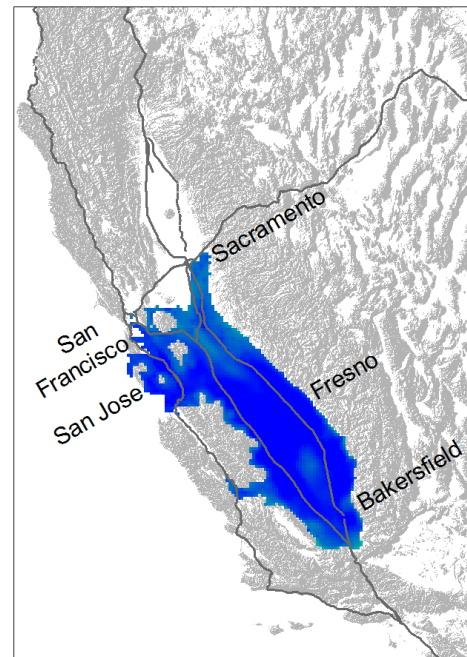 Sacramento
San
Francisco
San Jose
Fresno
Bakersfield